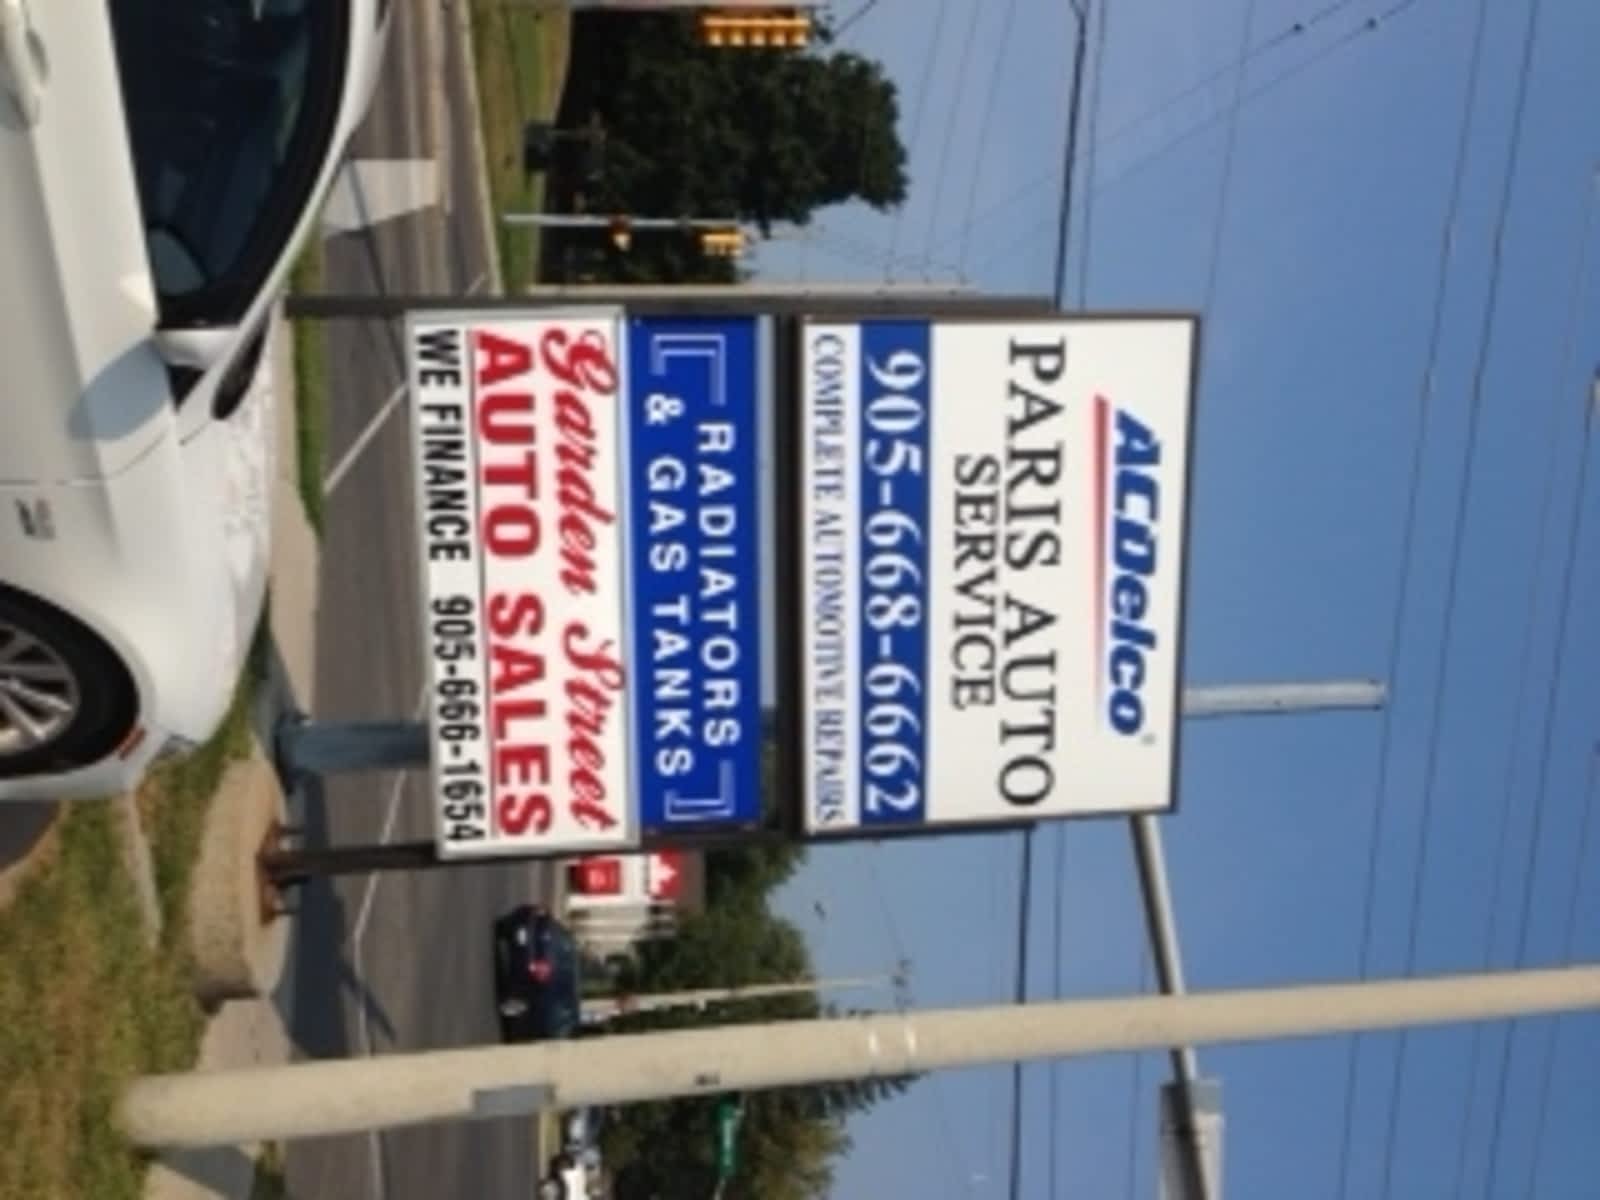 ACDelco
PARIS AUTO
SERVICE
905-668-6662
COMPLETE AUTOMOTIVE REPAIRS
RADIATORS
& GAS TANKS
Garden Street
AUTO SALES
WE FINANCE 905-666-1654